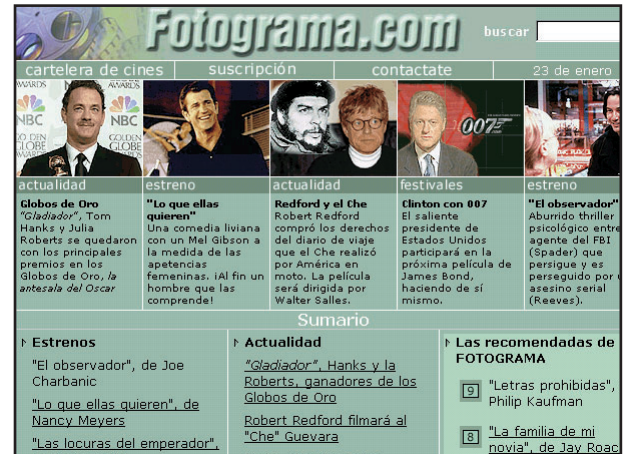 Fotograma.com
buscar
cartelera de cines
suscripción
contactate
23 de enero
AWARDS
AWARDS
NBC
NBC
GOLDEN
GLOBE
007
actualidad
Globos de Oro
"Gladiador", Tom
Hanks y Julia
Roberts se quedaron
con los principales
premios en los
Globos de Oro, la
antesala del Oscar
estreno
"Lo que ellas
quieren"
Una comedia liviana
con un Mel Gibson a
la medida de las
apetencias
femeninas. ¡Al fin un
hombre que las
comprende!
actualidad
Redford y el Che
Robert Redford
compró los derechos
del diario de viaje
que el Che realizó
por América en
moto. La película
será dirigida por
Walter Salles.
festivales
Clinton con 007
El saliente
presidente de
Estados Unidos
participará en la
próxima película de
James Bond,
haciendo de sí
mismo.
estreno
"El observador"
Aburrido thriller
psicológico entre
agente del FBI
(Spader) que
persigue y es
perseguido por u
asesino serial
(Reeves).
Sumario
Estrenos
"El observador", de Joe
Charbanic
"Lo que ellas quieren", de
Nancy Meyers
"Las locuras del emperador",
Actualidad
"Gladiador", Hanks y la
Roberts, ganadores de los
Globos de Oro
Robert Redford filmará al
"Che" Guevara
Las recomendadas de
FOTOGRAMA
9 "Letras prohibidas",
Philip Kaufman
8 "La familia de mi
novia", de Jay Roac